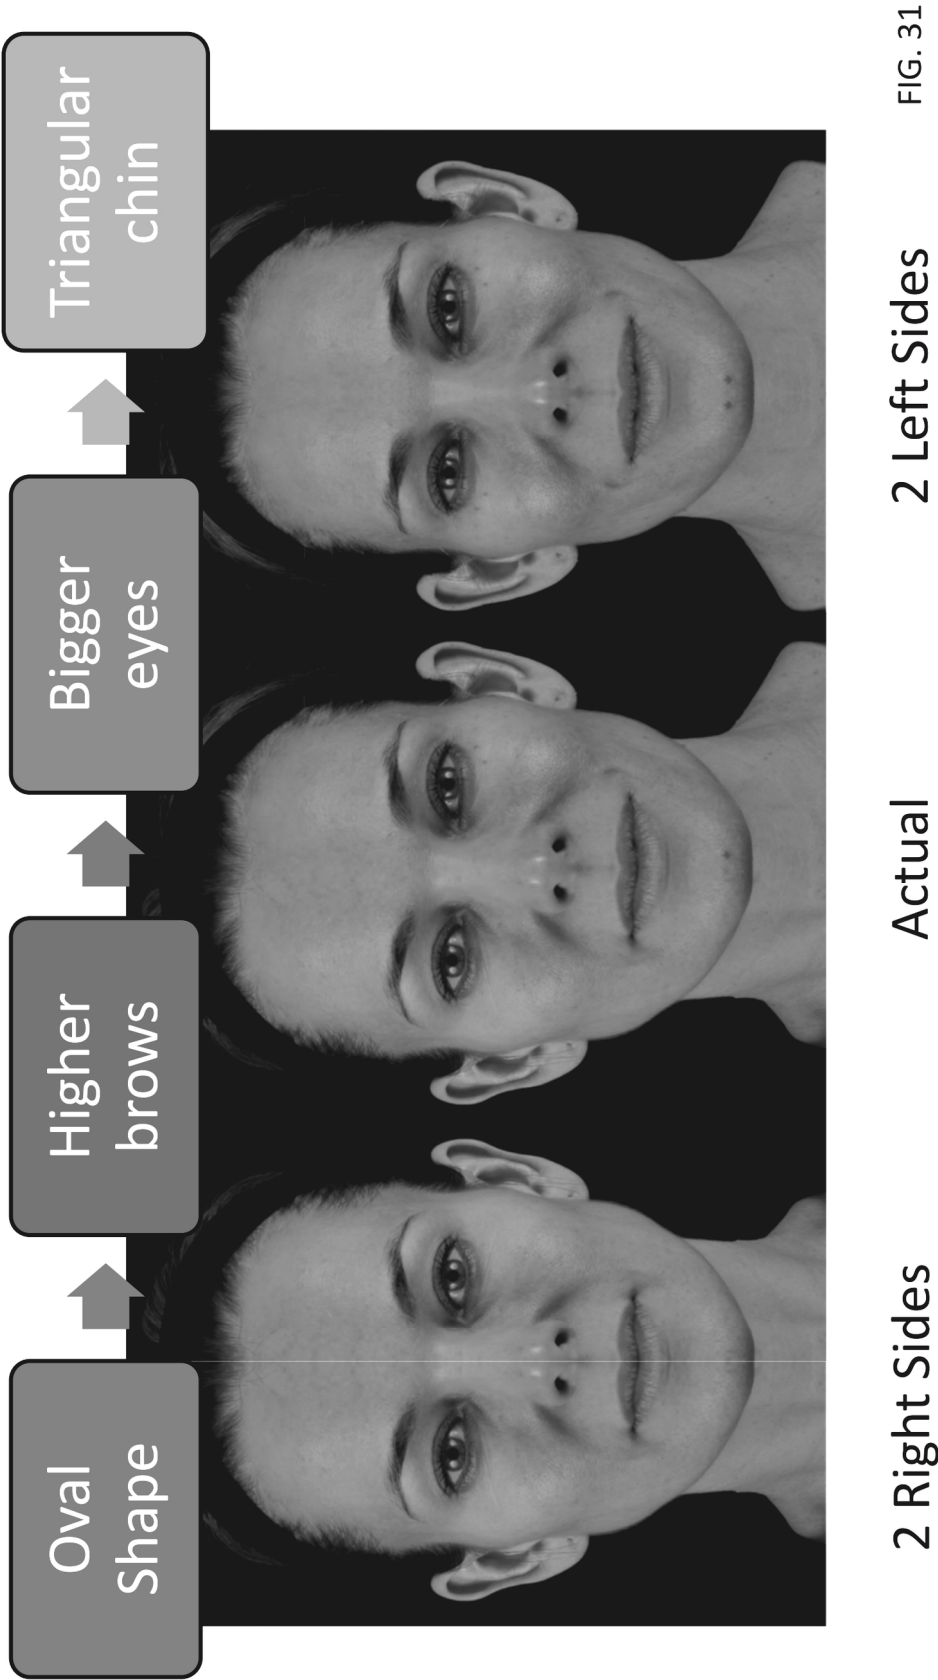 Oval
Shape
Higher
brows
Bigger
eyes
Triangular
chin
2 Right Sides
Actual
2 Left Sides
FIG. 31